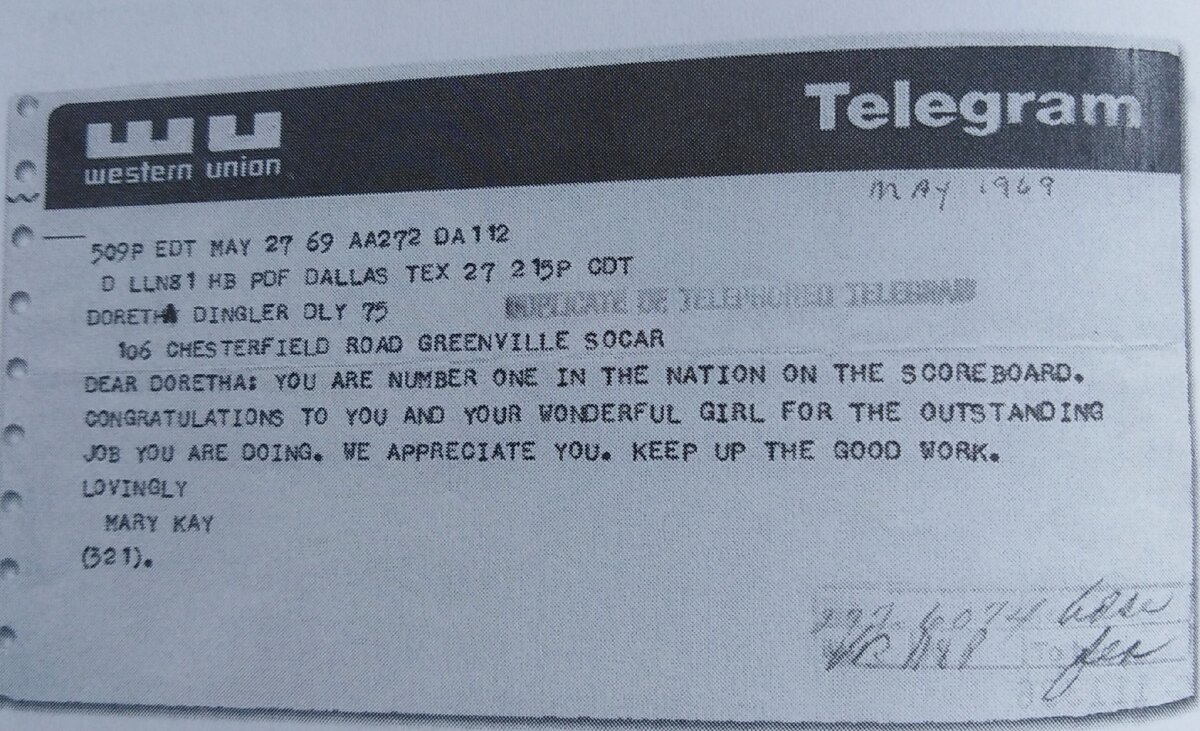 WU Telegram
western union
MAY 1969
509P EDT MAY 27 69 AA272 DA112
D LLN81 HB PDF DALLAS TEX 27 215P CDT
DORETHA DINGLER DLY 75
DUPLICATE OF TELEPHONED TELEGRAM
106 CHESTERFIELD ROAD GREENVILLE SOCAR
DEAR DORETHA: YOU ARE NUMBER ONE IN THE NATION ON THE SCOREBOARD.
CONGRATULATIONS TO YOU AND YOUR WONDERFUL GIRL FOR THE OUTSTANDING
JOB YOU ARE DOING. WE APPRECIATE YOU. KEEP UP THE GOOD WORK.
LOVINGLY
MARY KAY
(321).
TO